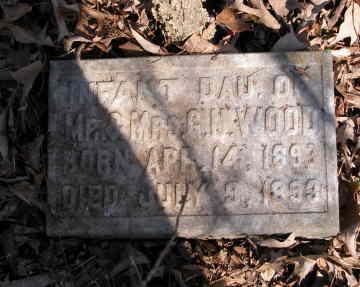 INFANT DAU. OF
MR. & MRS. G.W. WOOD
BORN APR. 14, 1893
DIED JULY 9, 1893